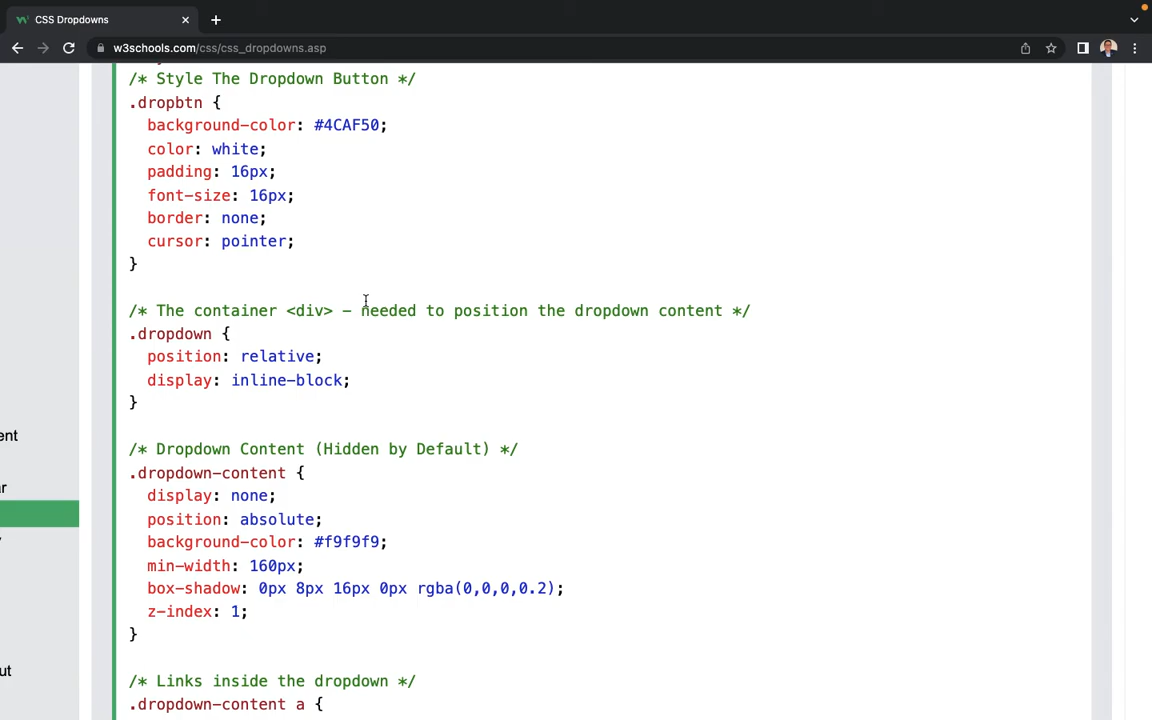 CSS Dropdowns
w3schools.com/css/css_dropdowns.asp
/* Style The Dropdown Button */
.dropbtn {
background-color: #4CAF50;
color: white;
padding: 16px;
font-size: 16px;
border: none;
cursor: pointer;
}
/* The container <div> - needed to position the dropdown content */
.dropdown {
position: relative;
display: inline-block;
}
ent
/* Dropdown Content (Hidden by Default) */
.dropdown-content {
display: none;
position: absolute;
background-color: #f9f9f9;
min-width: 160px;
box-shadow: 0px 8px 16px 0px rgba(0,0,0,0.2);
z-index: 1;
}
ut
/* Links inside the dropdown */
.dropdown-content a {